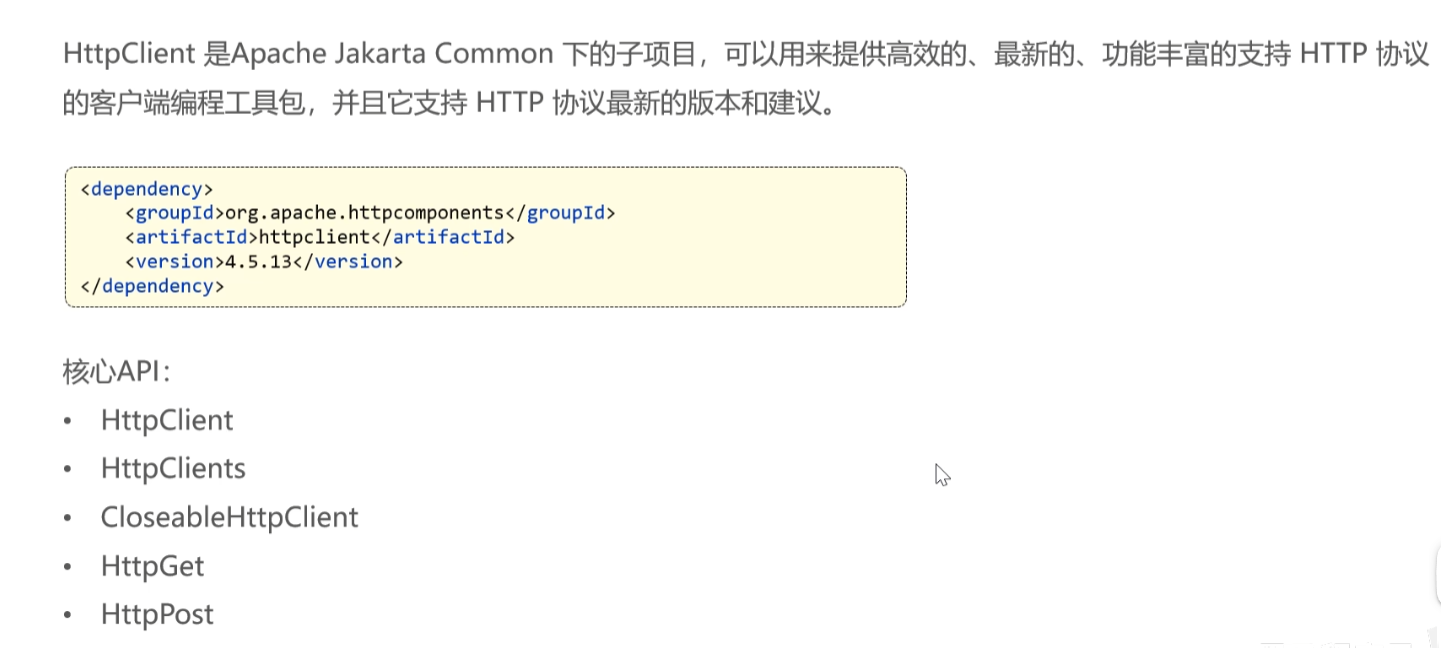 HttpClient 是Apache Jakarta Common 下的子项目，可以用来提供高效的、最新的、功能丰富的支持 HTTP 协议
的客户端编程工具包，并且它支持 HTTP 协议最新的版本和建议。
<dependency>
    <groupId>org.apache.httpcomponents</groupId>
    <artifactId>httpclient</artifactId>
    <version>4.5.13</version>
</dependency>
核心API：
• HttpClient
• HttpClients
• CloseableHttpClient
• HttpGet
• HttpPost